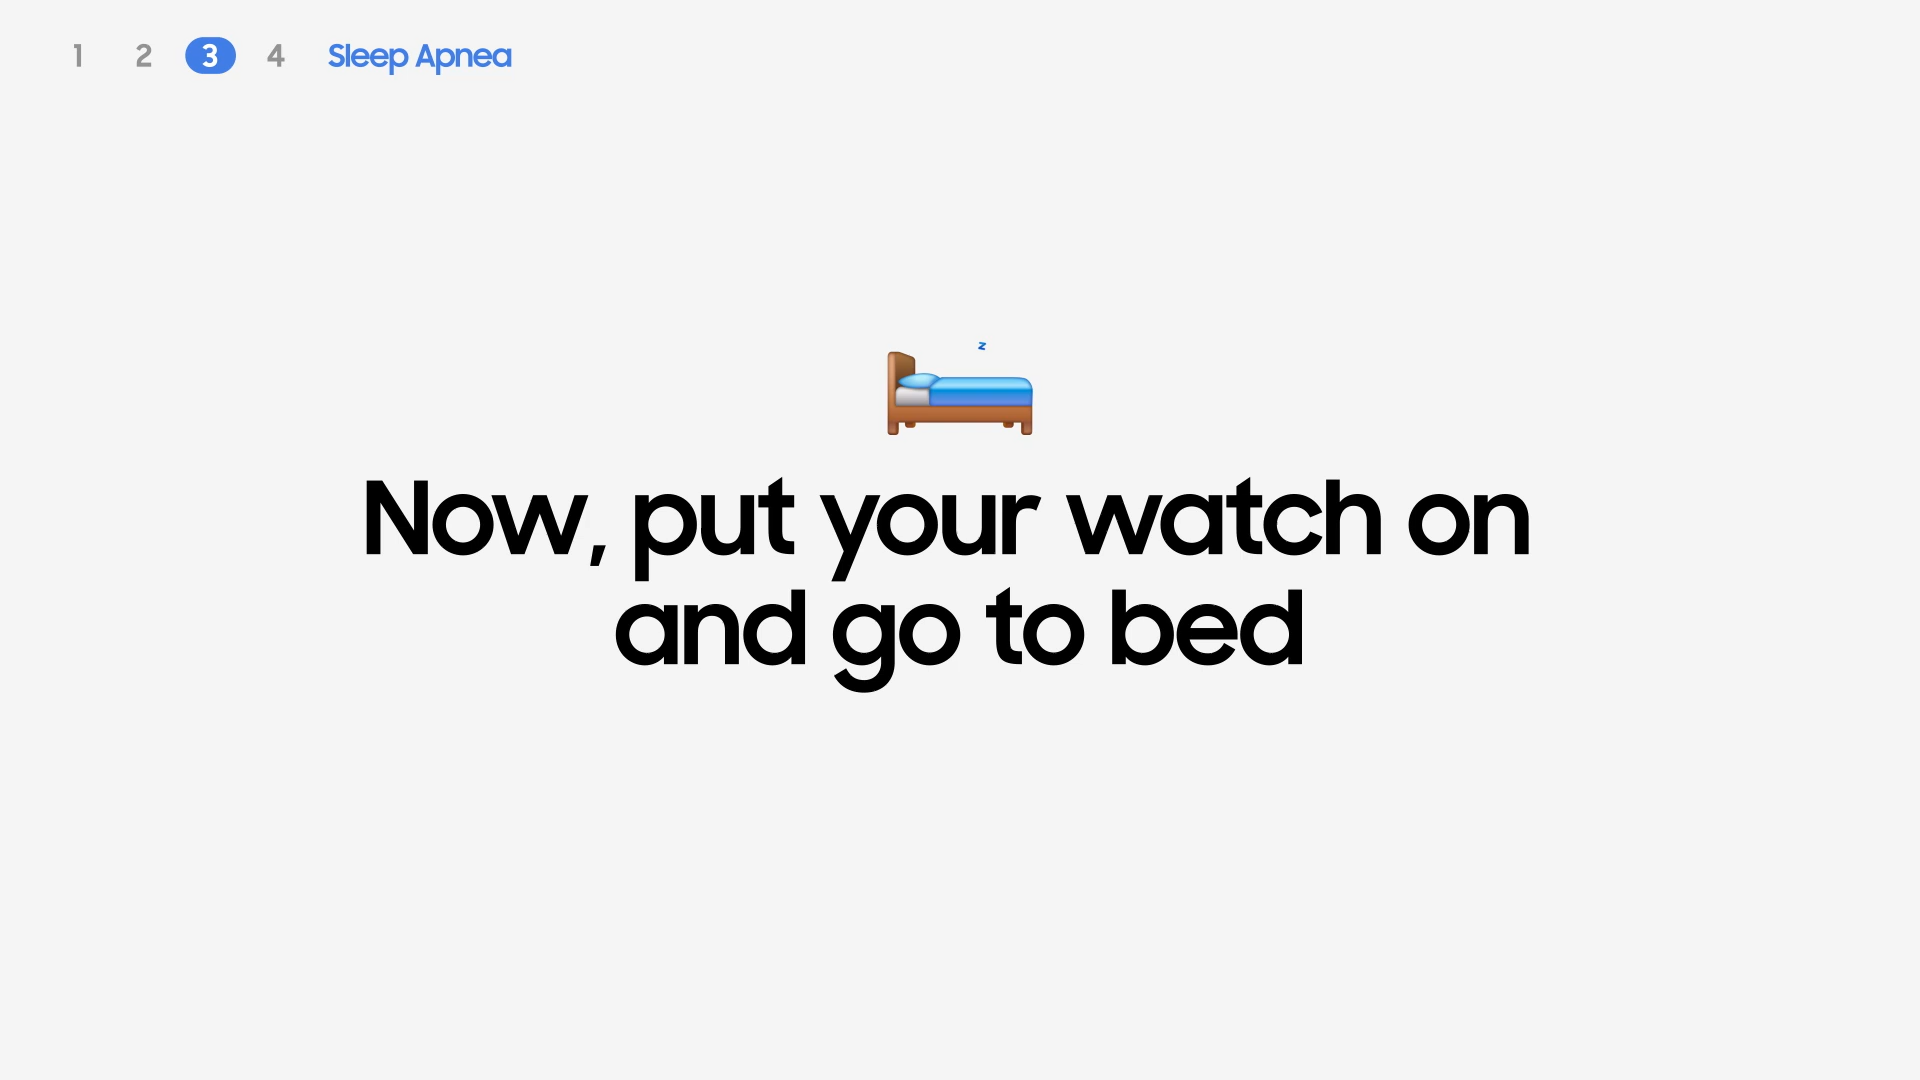 1 2 3 4 Sleep Apnea
z
Now, put your watch on
and go to bed